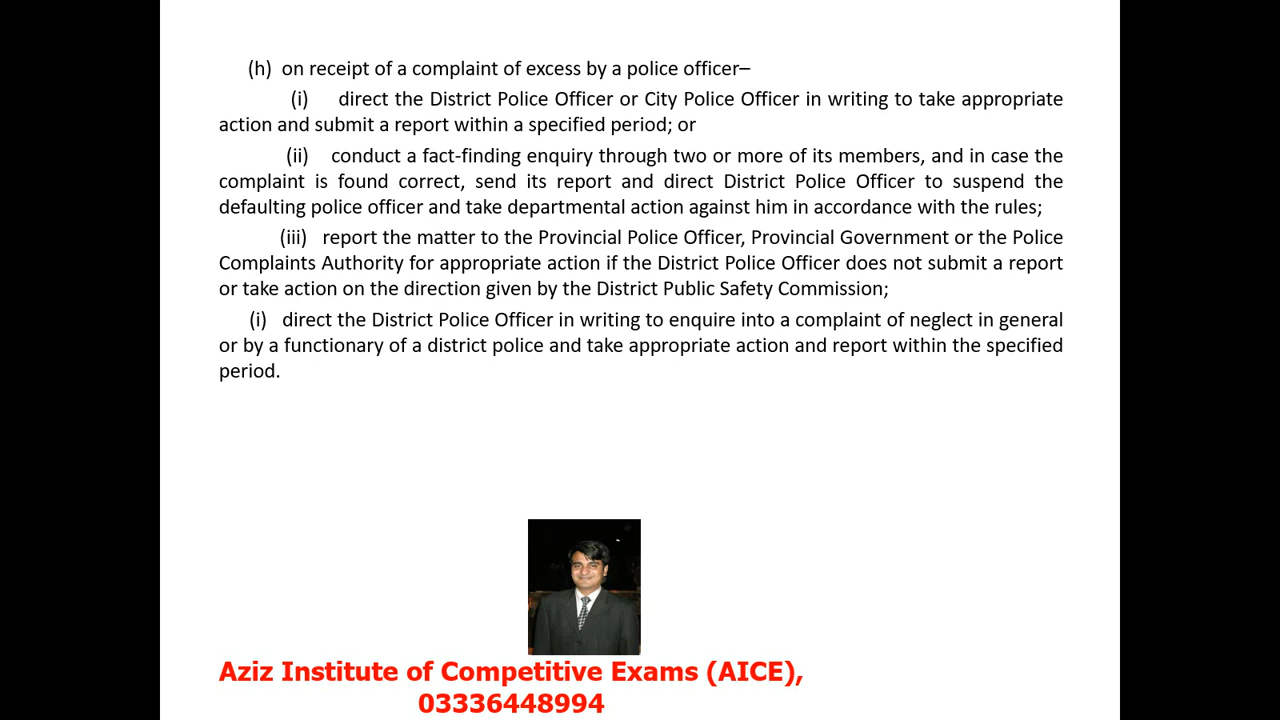 (h) on receipt of a complaint of excess by a police officer–
(i) direct the District Police Officer or City Police Officer in writing to take appropriate
action and submit a report within a specified period; or
(ii) conduct a fact-finding enquiry through two or more of its members, and in case the
complaint is found correct, send its report and direct District Police Officer to suspend the
defaulting police officer and take departmental action against him in accordance with the rules;
(iii) report the matter to the Provincial Police Officer, Provincial Government or the Police
Complaints Authority for appropriate action if the District Police Officer does not submit a report
or take action on the direction given by the District Public Safety Commission;
(i) direct the District Police Officer in writing to enquire into a complaint of neglect in general
or by a functionary of a district police and take appropriate action and report within the specified
period.
Aziz Institute of Competitive Exams (AICE),
03336448994